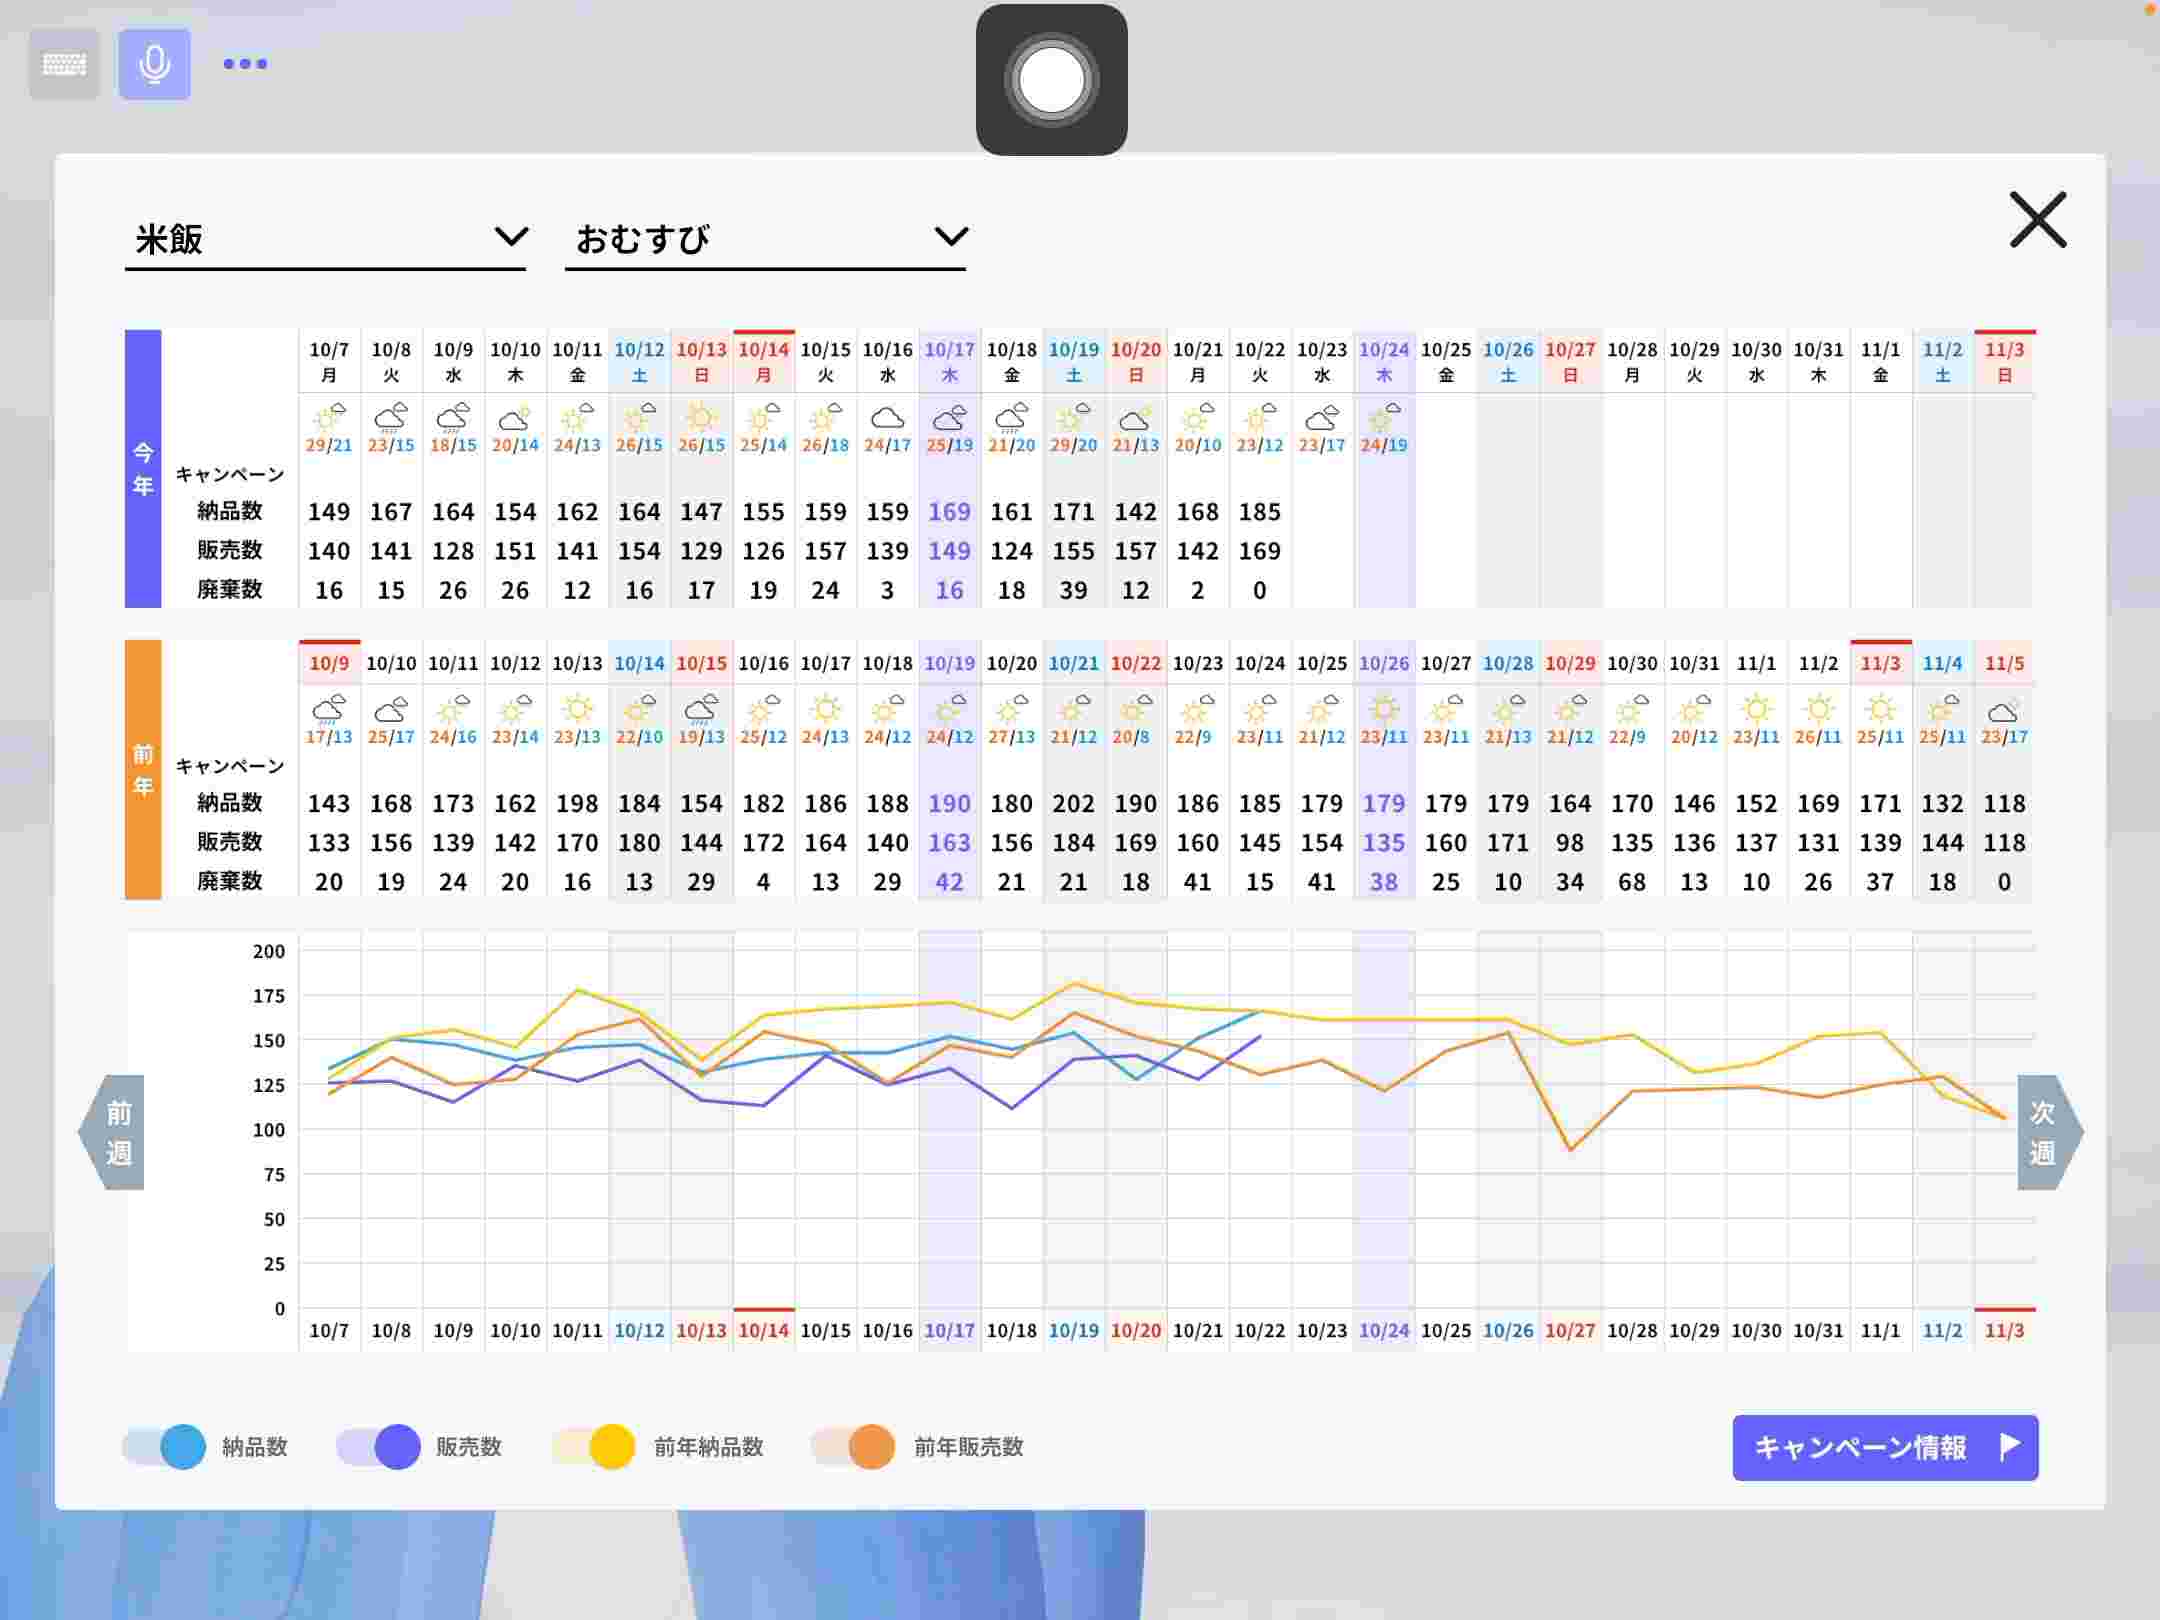 米飯 おむすび
今年
10/7 10/8 10/9 10/10 10/11 10/12 10/13 10/14 10/15 10/16 10/17 10/18 10/19 10/20 10/21 10/22 10/23 10/24 10/25 10/26 10/27 10/28 10/29 10/30 10/31 11/1 11/2 11/3
月 火 水 木 金 土 日 月 火 水 木 金 土 日 月 火 水 木 金 土 日 月 火 水 木 金 土 日
29/21 23/15 18/15 20/14 24/13 26/15 26/15 25/14 26/18 24/17 25/19 21/20 29/20 21/13 20/10 23/12 23/17 24/19
キャンペーン
納品数 149 167 164 154 162 164 147 155 159 159 169 161 171 142 168 185
販売数 140 141 128 151 141 154 129 126 157 139 149 124 155 157 142 169
廃棄数 16 15 26 26 12 16 17 19 24 3 16 18 39 12 2 0
前年
10/9 10/10 10/11 10/12 10/13 10/14 10/15 10/16 10/17 10/18 10/19 10/20 10/21 10/22 10/23 10/24 10/25 10/26 10/27 10/28 10/29 10/30 10/31 11/1 11/2 11/3 11/4 11/5
17/13 25/17 24/16 23/14 23/13 22/10 19/13 25/12 24/13 24/12 24/12 27/13 21/12 20/8 22/9 23/11 21/12 23/11 23/11 21/13 21/12 22/9 20/12 23/11 26/11 25/11 25/11 23/17
キャンペーン
納品数 143 168 173 162 198 184 154 182 186 188 190 180 202 190 186 185 179 179 179 179 164 170 146 152 169 171 132 118
販売数 133 156 139 142 170 180 144 172 164 140 163 156 184 169 160 145 154 135 160 171 98 135 136 137 131 139 144 118
廃棄数 20 19 24 20 16 13 29 4 13 29 42 21 21 18 41 15 41 38 25 10 34 68 13 10 26 37 18 0
200
175
150
125
100
75
50
25
0
前週
次週
10/7 10/8 10/9 10/10 10/11 10/12 10/13 10/14 10/15 10/16 10/17 10/18 10/19 10/20 10/21 10/22 10/23 10/24 10/25 10/26 10/27 10/28 10/29 10/30 10/31 11/1 11/2 11/3
納品数 販売数 前年納品数 前年販売数 キャンペーン情報